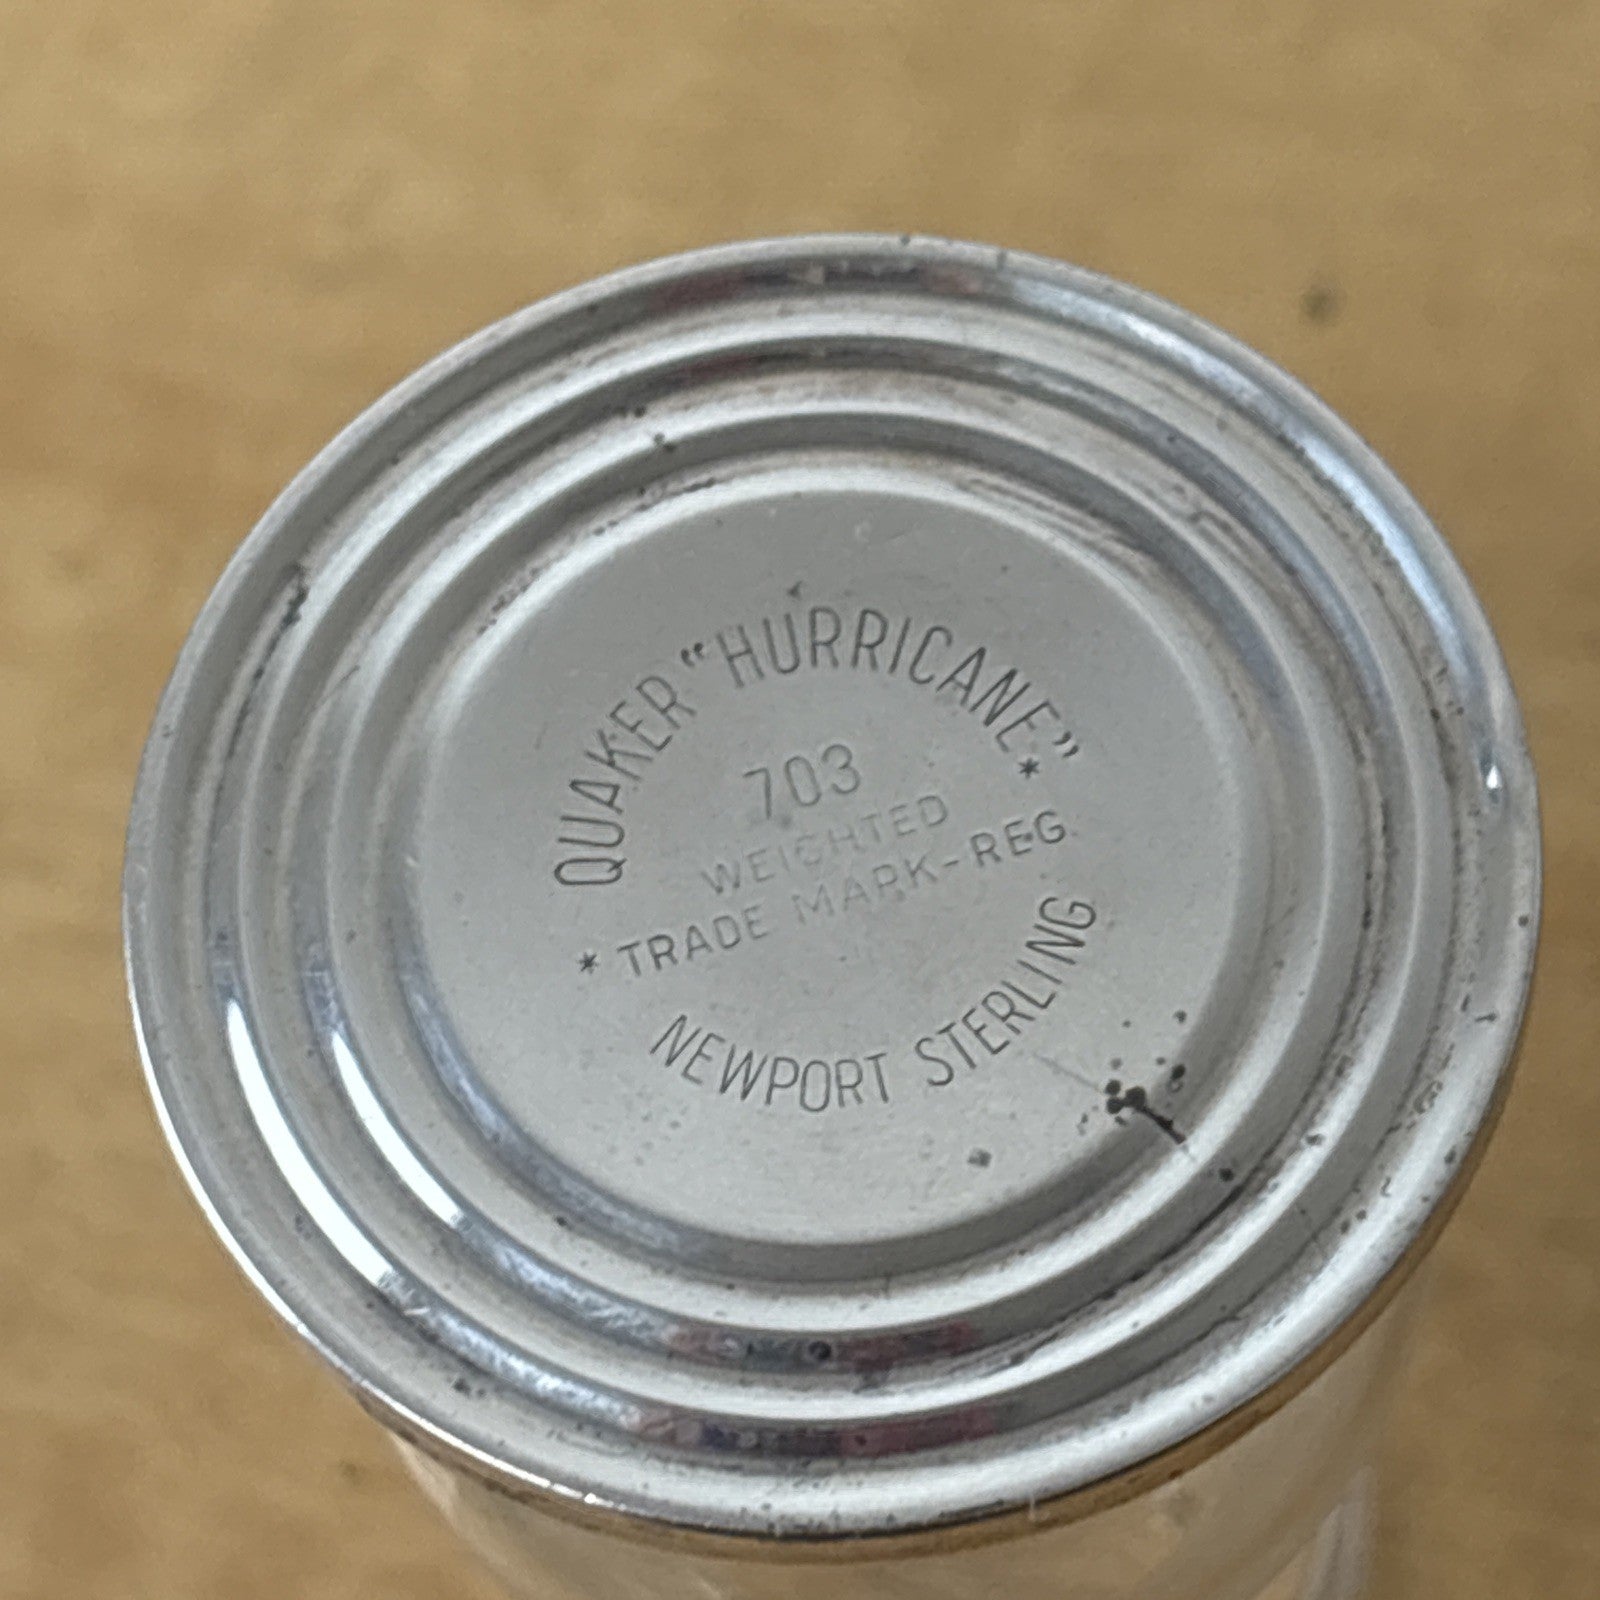 QUAKER "HURRICANE"
703
WEIGHTED
* TRADE MARK-REG. *
NEWPORT STERLING